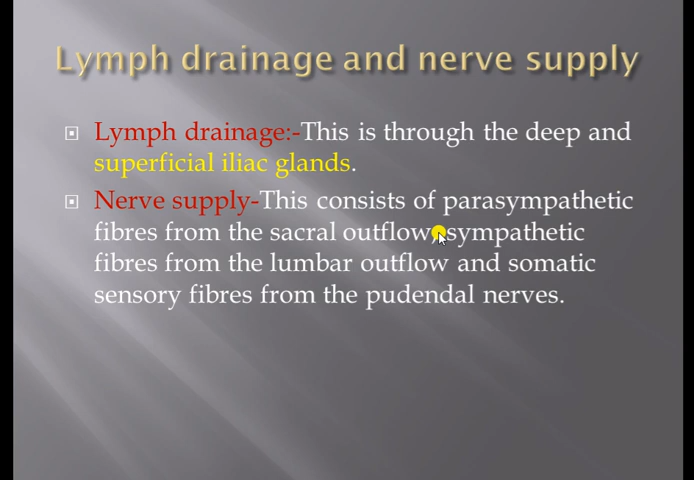 Lymph drainage and nerve supply
Lymph drainage:-This is through the deep and
superficial iliac glands.
Nerve supply-This consists of parasympathetic
fibres from the sacral outflow, sympathetic
fibres from the lumbar outflow and somatic
sensory fibres from the pudendal nerves.